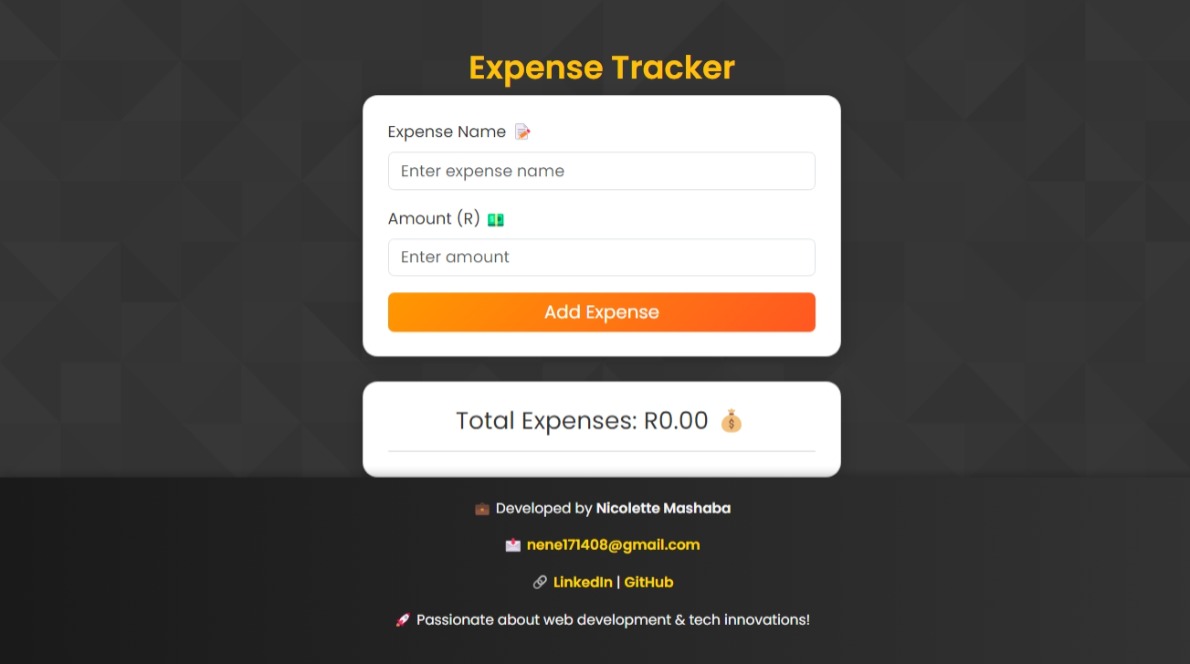 Expense Tracker
Expense Name 📝
Enter expense name
Amount (R) 💵
Enter amount
Add Expense
Total Expenses: R0.00 💰
💼 Developed by Nicolette Mashaba
📩 nene171408@gmail.com
🔗 LinkedIn | GitHub
🚀 Passionate about web development & tech innovations!